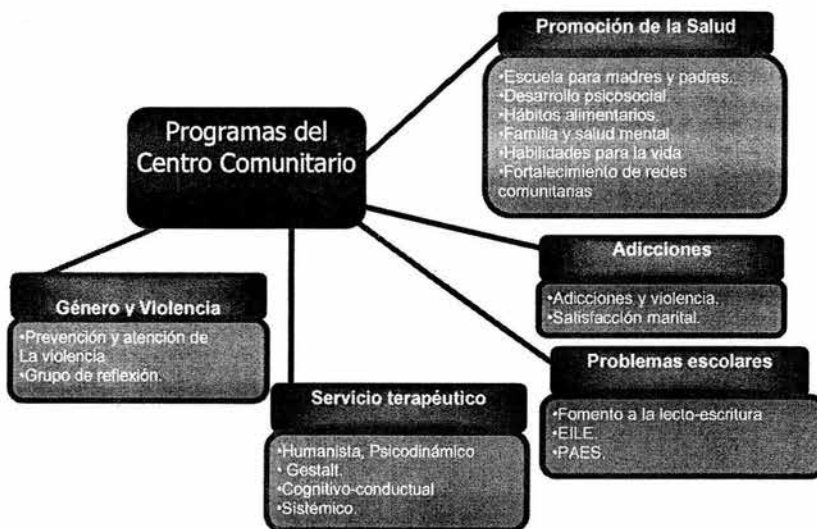 Programas del
Centro Comunitario
Promoción de la Salud
•Escuela para madres y padres.
•Desarrollo psicosocial.
•Hábitos alimentarios.
•Familia y salud mental
•Habilidades para la vida
•Fortalecimiento de redes
comunitarias
Adicciones
•Adicciones y violencia.
•Satisfacción marital.
Problemas escolares
•Fomento a la lecto-escritura
•EILE.
•PAES.
Servicio terapéutico
•Humanista, Psicodinámico
• Gestalt.
•Cognitivo-conductual
•Sistémico.
Género y Violencia
•Prevención y atención de
La violencia
•Grupo de reflexión.